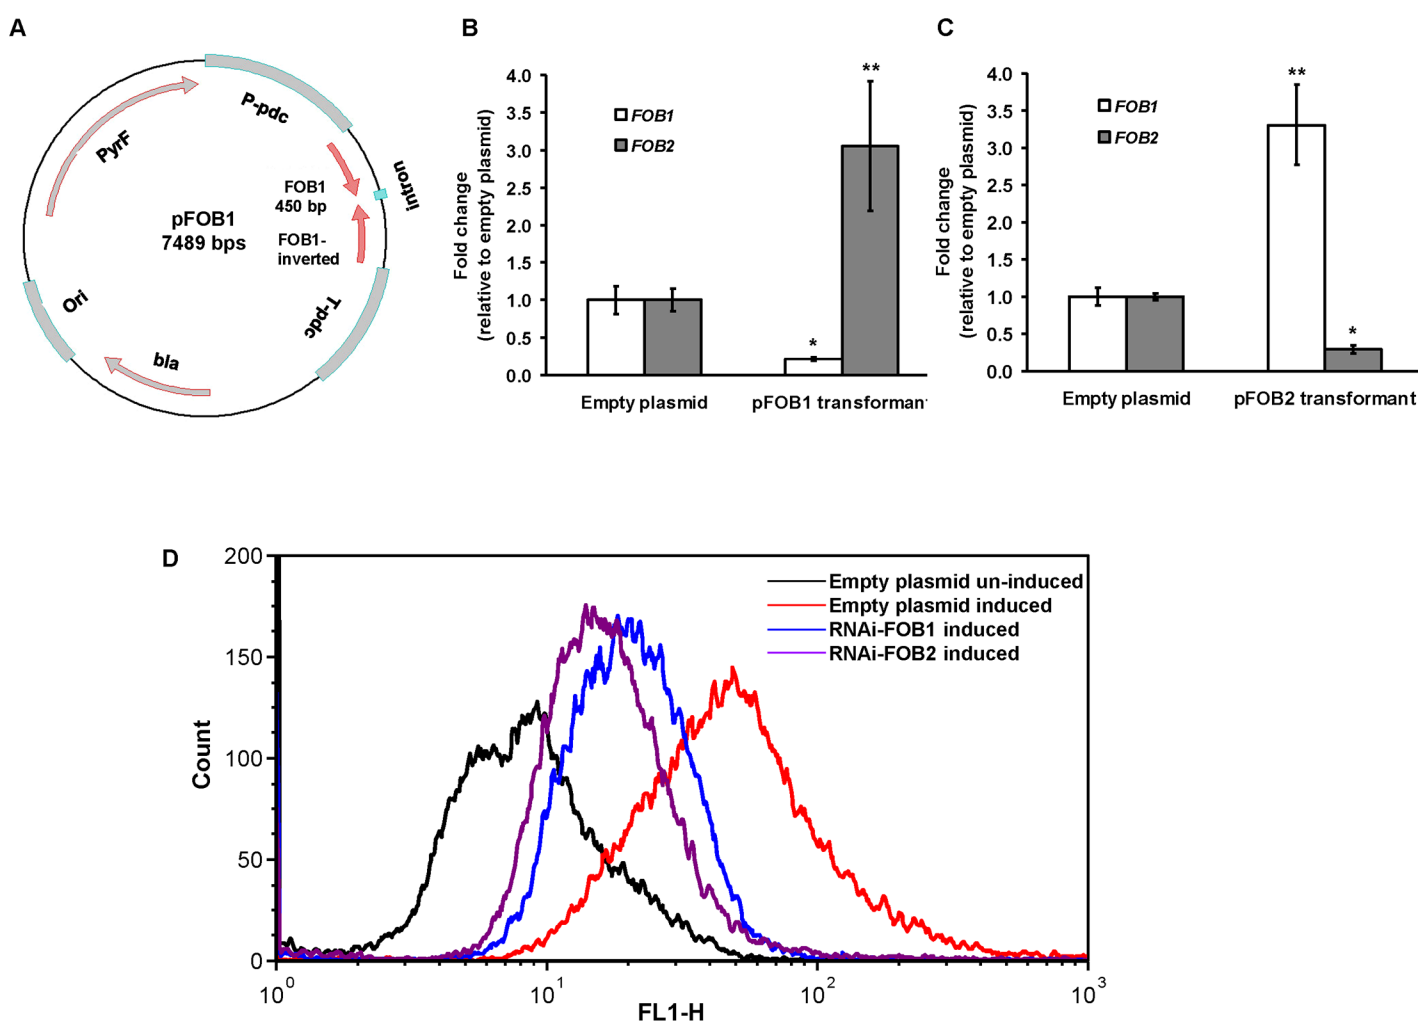 A
P-pdc
PyrF
intron
FOB1
450 bp
pFOB1
7489 bps
FOB1-
inverted
T-pdc
Ori
bla
B
Fold change
(relative to empty plasmid)
4.0
3.5
3.0
2.5
2.0
1.5
1.0
0.5
0.0
FOB1
FOB2
*
**
Empty plasmid
pFOB1 transformant
C
Fold change
(relative to empty plasmid)
4.0
3.5
3.0
2.5
2.0
1.5
1.0
0.5
0.0
FOB1
FOB2
**
*
Empty plasmid
pFOB2 transformant
D
Count
200
150
100
50
0
Empty plasmid un-induced
Empty plasmid induced
RNAi-FOB1 induced
RNAi-FOB2 induced
10⁰
10¹
10²
10³
FL1-H